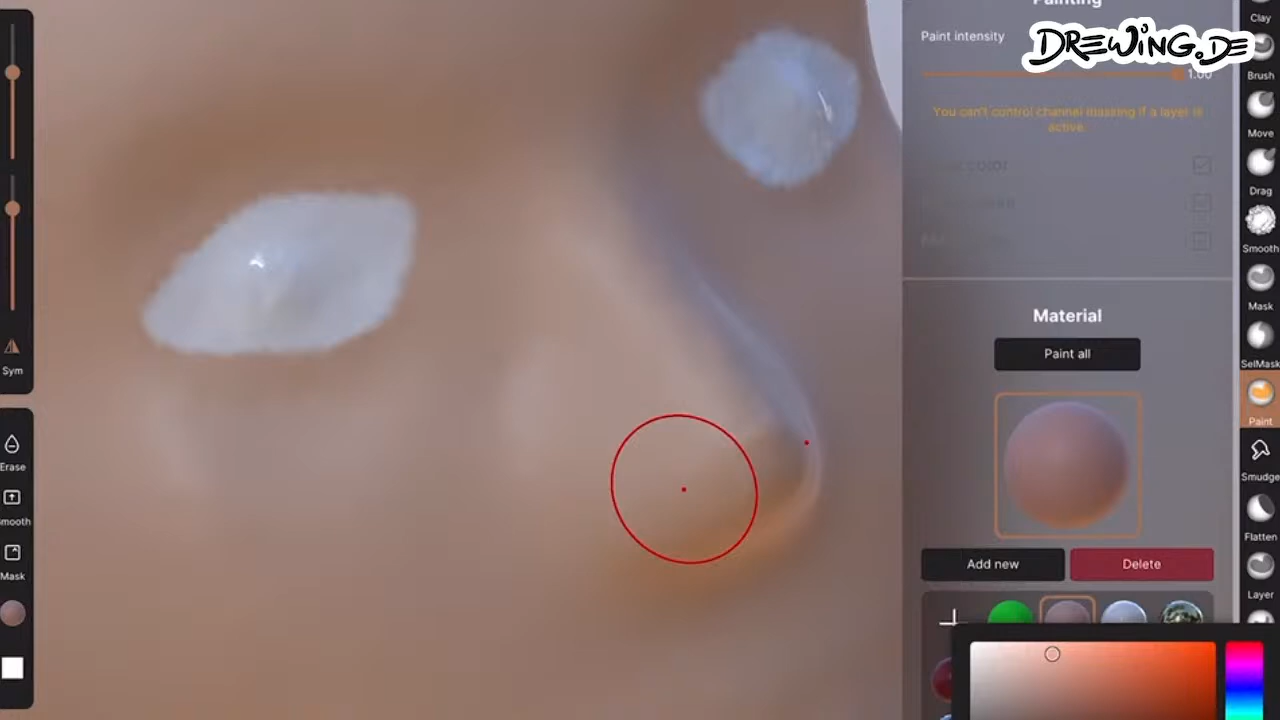 Painting
DREWING.DE
Paint intensity
1.00
You can't control channel masking if a layer is
active.
Material
Paint all
Add new
Delete
Sym
Erase
mooth
Mask
Clay
Brush
Move
Drag
Smooth
Mask
SelMask
Paint
Smudge
Flatten
Layer